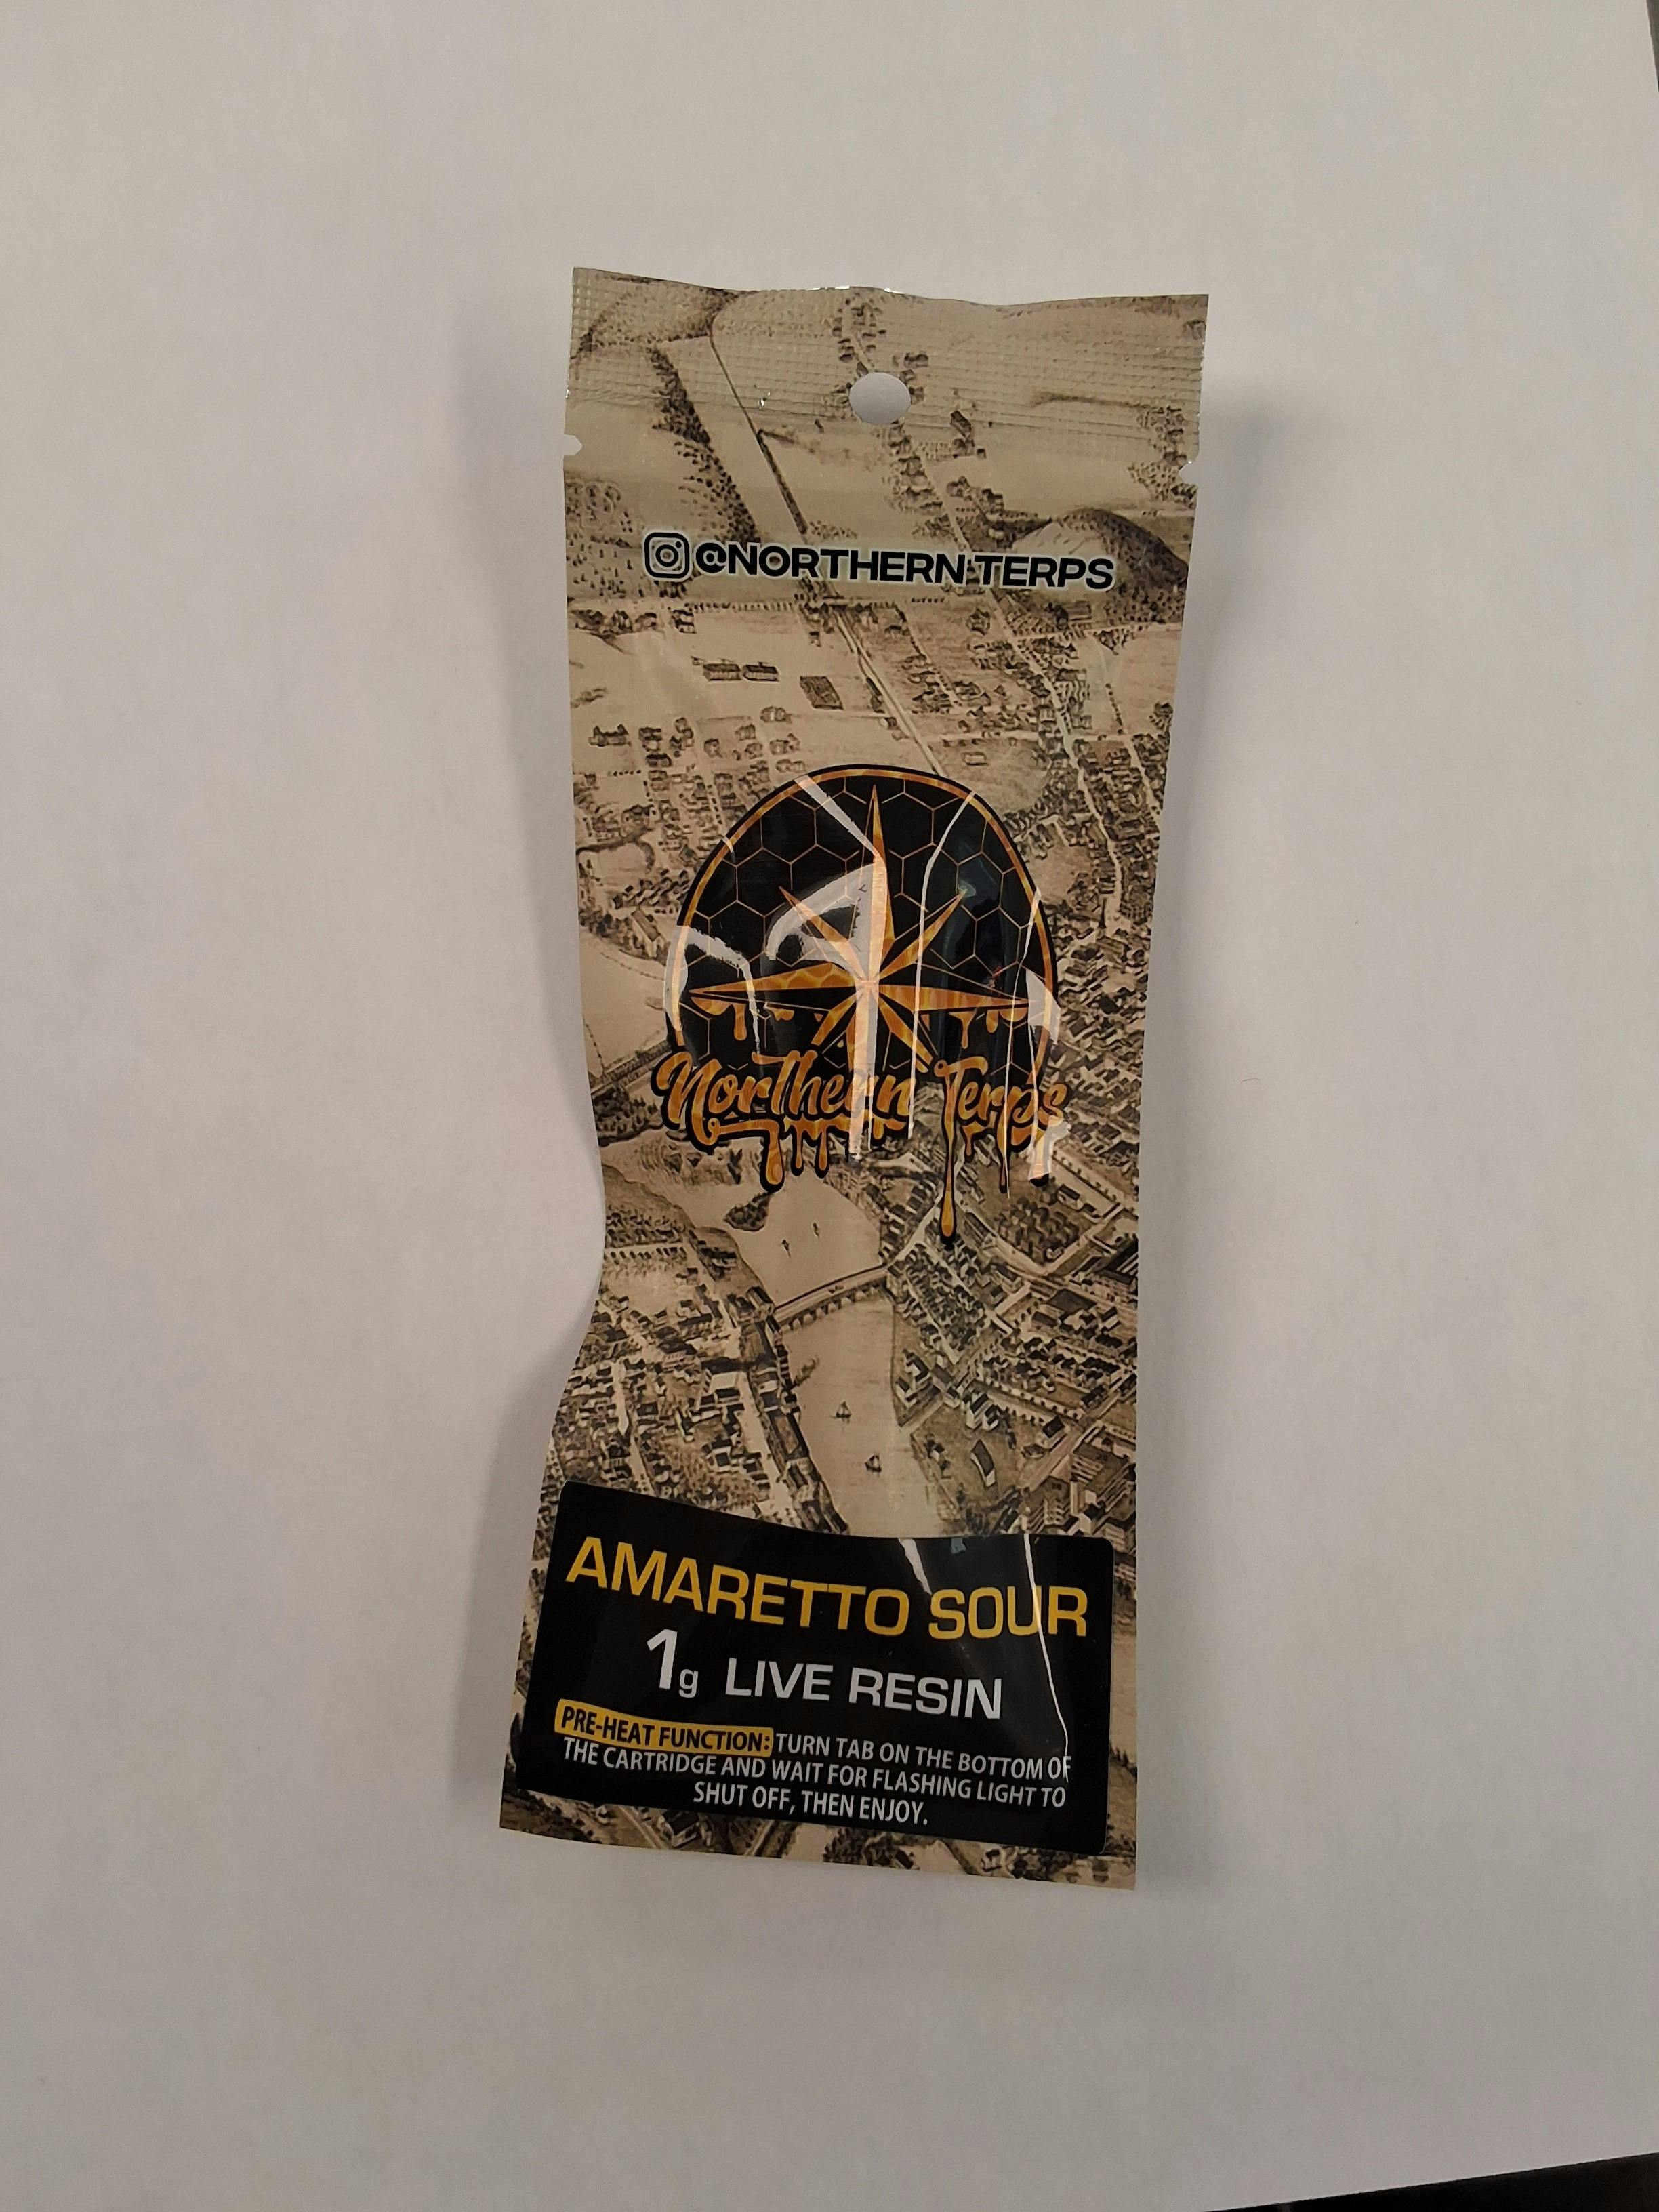 @NORTHERN.TERPS
Northern Terps
AMARETTO SOUR
1g LIVE RESIN
PRE-HEAT FUNCTION: TURN TAB ON THE BOTTOM OF
THE CARTRIDGE AND WAIT FOR FLASHING LIGHT TO
SHUT OFF, THEN ENJOY.